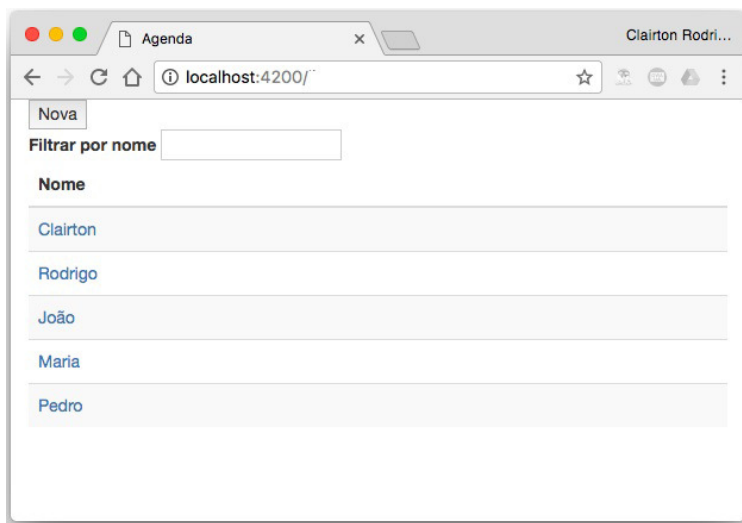 Agenda Clairton Rodri...
localhost:4200/
Nova
Filtrar por nome
Nome
Clairton
Rodrigo
João
Maria
Pedro